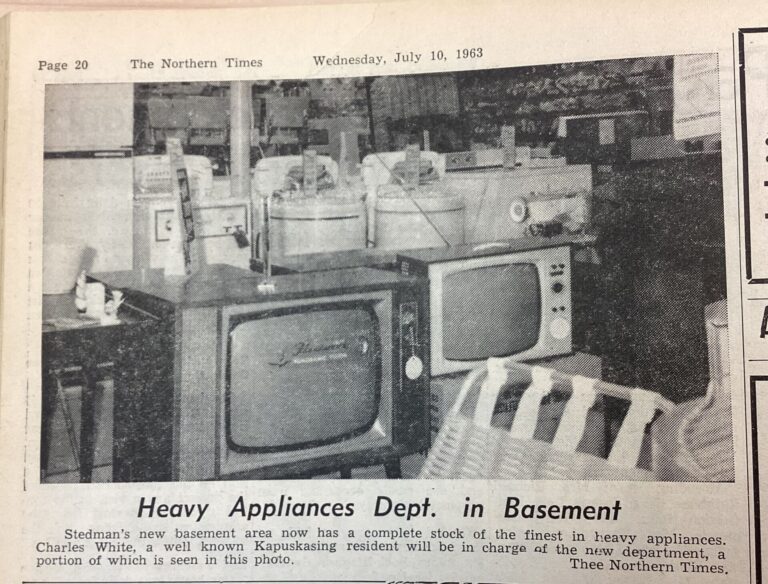 Page 20 The Northern Times Wednesday, July 10, 1963
Heavy Appliances Dept. in Basement
Stedman's new basement area now has a complete stock of the finest in heavy appliances.
Charles White, a well known Kapuskasing resident will be in charge of the new department, a
portion of which is seen in this photo. Thee Northern Times.